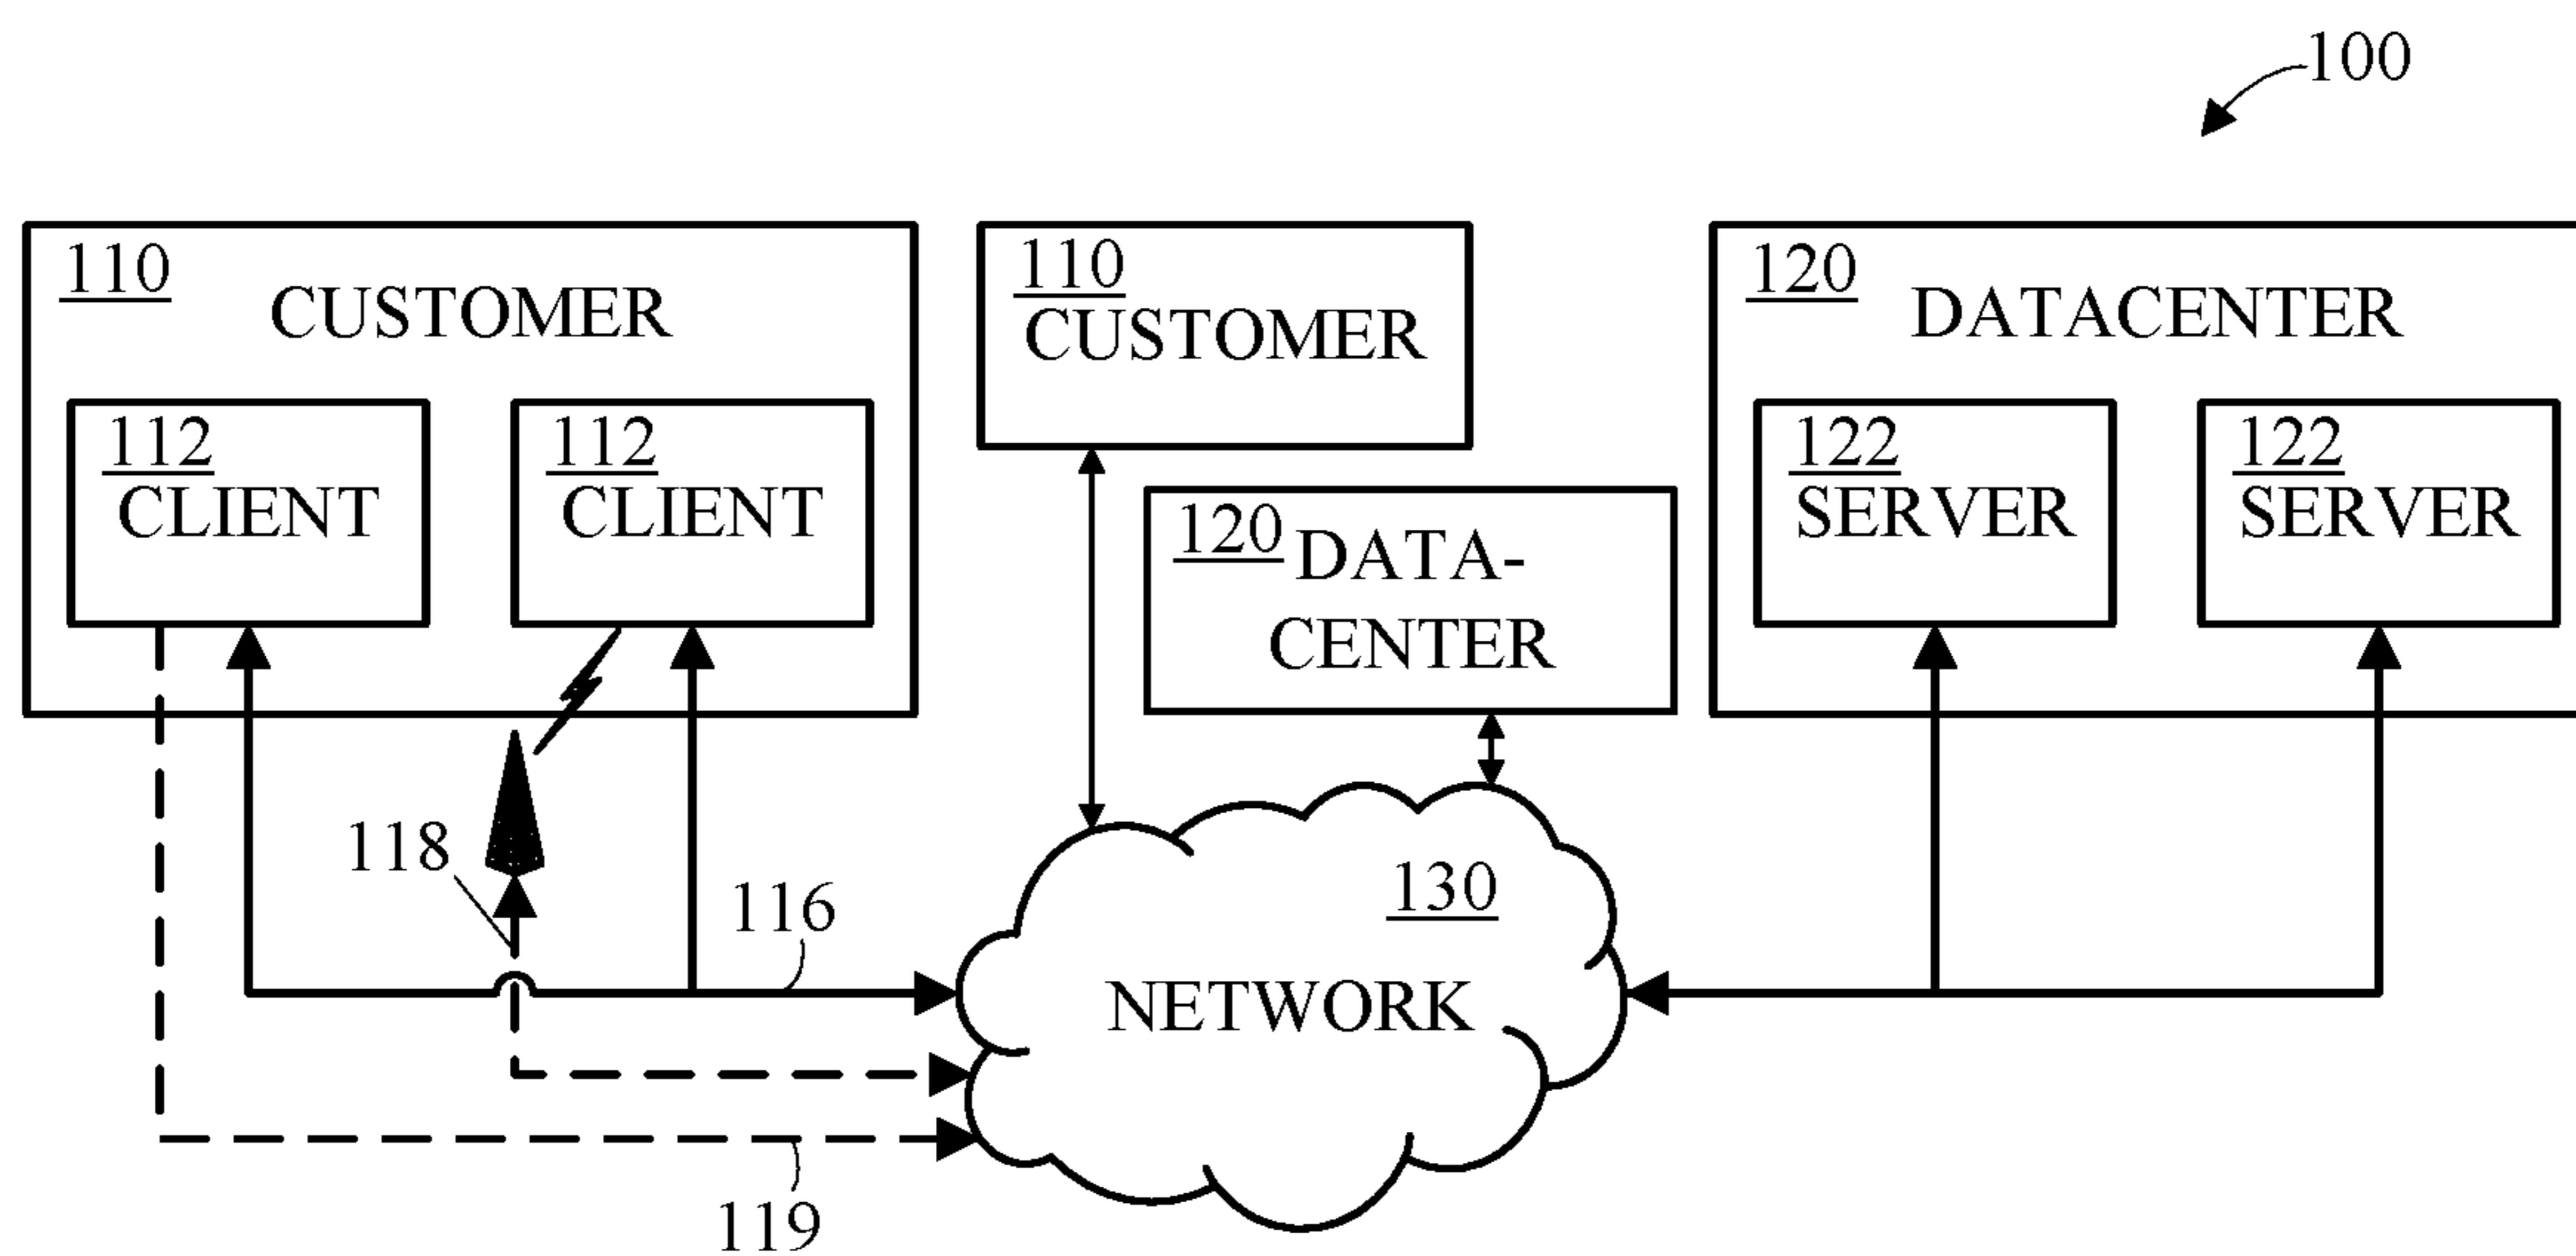 100
110
CUSTOMER
112
CLIENT
112
CLIENT
110
CUSTOMER
120
DATA-
CENTER
120
DATACENTER
122
SERVER
122
SERVER
118
116
130
NETWORK
119